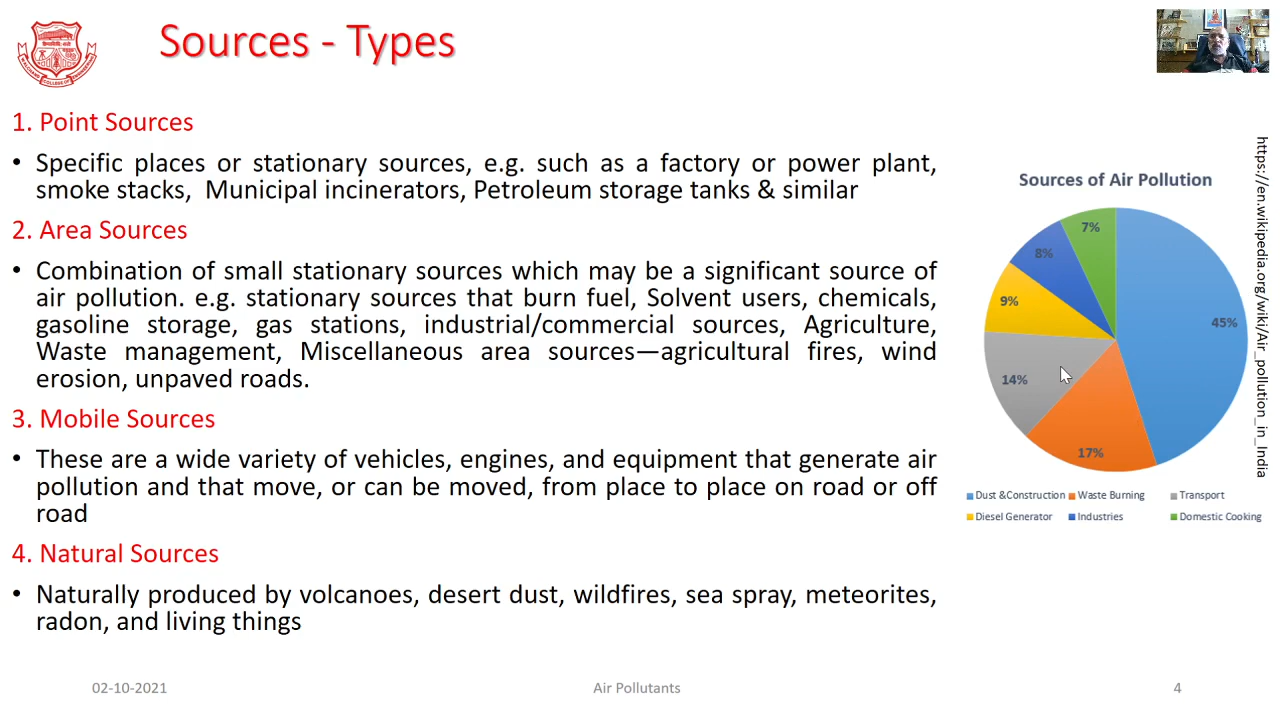 Sources - Types
1. Point Sources
• Specific places or stationary sources, e.g. such as a factory or power plant,
smoke stacks, Municipal incinerators, Petroleum storage tanks & similar
2. Area Sources
• Combination of small stationary sources which may be a significant source of
air pollution. e.g. stationary sources that burn fuel, Solvent users, chemicals,
gasoline storage, gas stations, industrial/commercial sources, Agriculture,
Waste management, Miscellaneous area sources—agricultural fires, wind
erosion, unpaved roads.
3. Mobile Sources
• These are a wide variety of vehicles, engines, and equipment that generate air
pollution and that move, or can be moved, from place to place on road or off
road
4. Natural Sources
• Naturally produced by volcanoes, desert dust, wildfires, sea spray, meteorites,
radon, and living things
Sources of Air Pollution
7%
8%
9%
45%
14%
17%
Dust &Construction Waste Burning Transport
Diesel Generator Industries Domestic Cooking
https://en.wikipedia.org/wiki/Air_pollution_in_India
02-10-2021 Air Pollutants 4